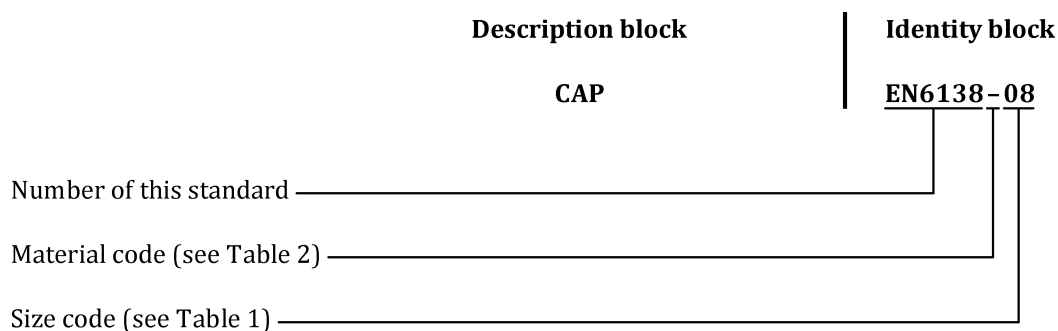 Description block Identity block
CAP EN6138–08
Number of this standard
Material code (see Table 2)
Size code (see Table 1)